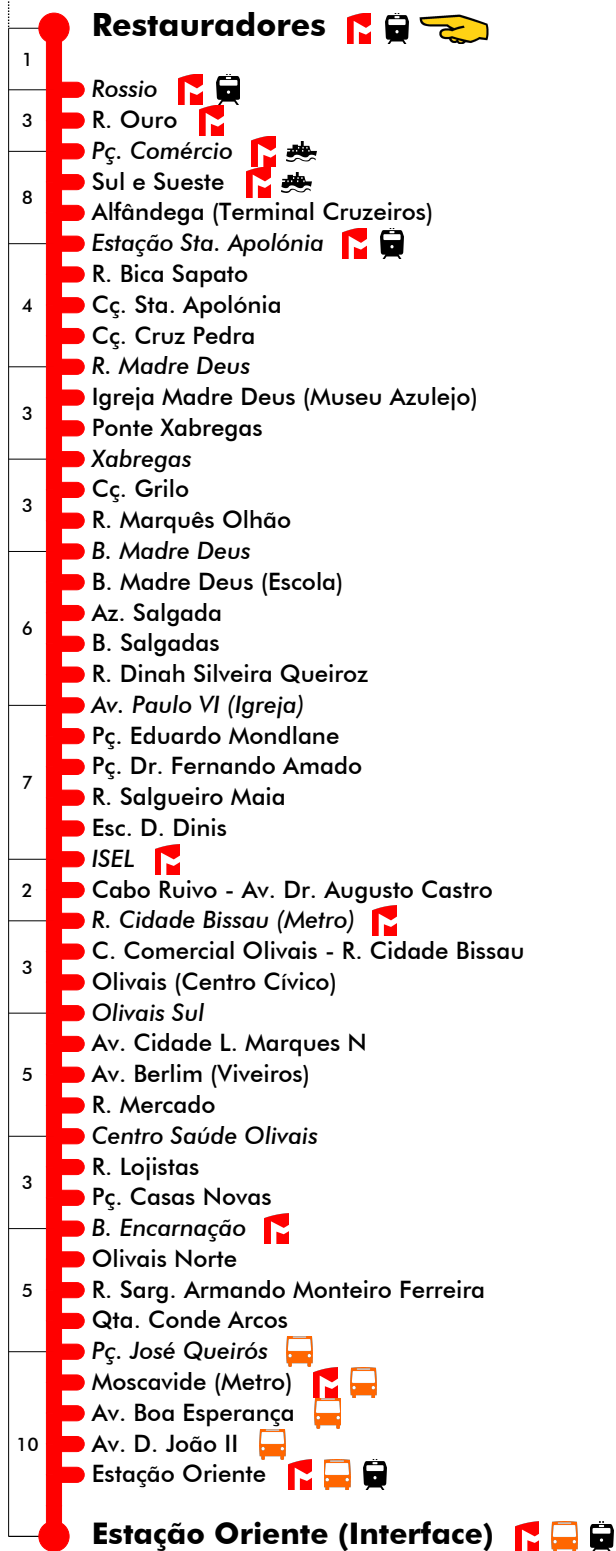 Restauradores
1
Rossio
3
R. Ouro
Pç. Comércio
8
Sul e Sueste
Alfândega (Terminal Cruzeiros)
Estação Sta. Apolónia
R. Bica Sapato
4
Cç. Sta. Apolónia
Cç. Cruz Pedra
R. Madre Deus
Igreja Madre Deus (Museu Azulejo)
3
Ponte Xabregas
Xabregas
Cç. Grilo
3
R. Marquês Olhão
B. Madre Deus
B. Madre Deus (Escola)
Az. Salgada
6
B. Salgadas
R. Dinah Silveira Queiroz
Av. Paulo VI (Igreja)
Pç. Eduardo Mondlane
Pç. Dr. Fernando Amado
7
R. Salgueiro Maia
Esc. D. Dinis
ISEL
2
Cabo Ruivo - Av. Dr. Augusto Castro
R. Cidade Bissau (Metro)
C. Comercial Olivais - R. Cidade Bissau
3
Olivais (Centro Cívico)
Olivais Sul
Av. Cidade L. Marques N
5
Av. Berlim (Viveiros)
R. Mercado
Centro Saúde Olivais
R. Lojistas
3
Pç. Casas Novas
B. Encarnação
Olivais Norte
5
R. Sarg. Armando Monteiro Ferreira
Qta. Conde Arcos
Pç. José Queirós
Moscavide (Metro)
Av. Boa Esperança
10
Av. D. João II
Estação Oriente
Estação Oriente (Interface)